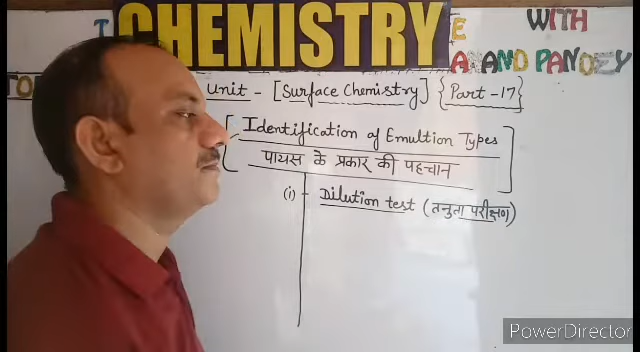 CHEMISTRY
WITH
ANAND PANDEY
Unit - [Surface Chemistry] {Part - 17}
[Identification of Emultion Types]
पायस के प्रकार की पहचान
(i) - Dilution test (तनुता परीक्षण)
PowerDirector